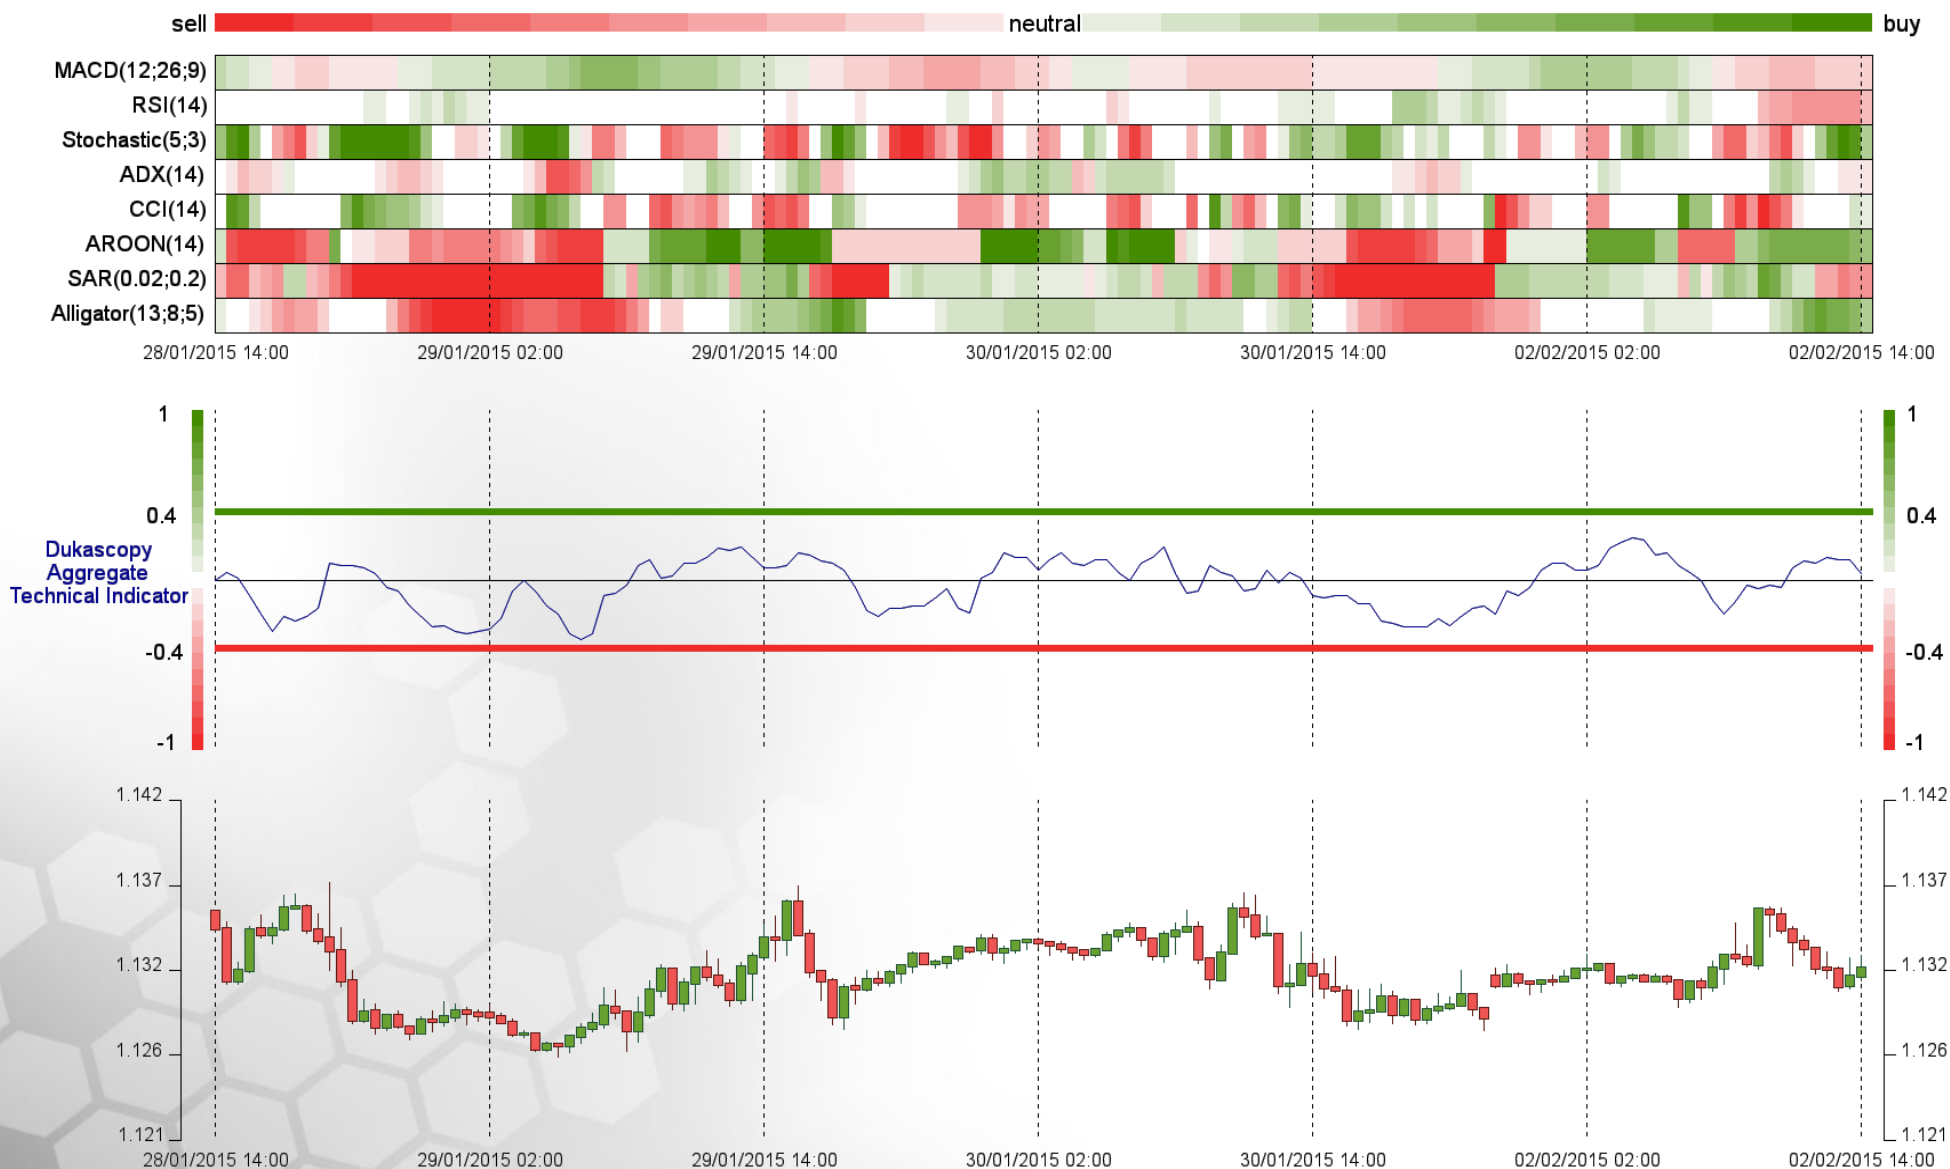 sell neutral buy
MACD(12;26;9)
RSI(14)
Stochastic(5;3)
ADX(14)
CCI(14)
AROON(14)
SAR(0.02;0.2)
Alligator(13;8;5)
28/01/2015 14:00 29/01/2015 02:00 29/01/2015 14:00 30/01/2015 02:00 30/01/2015 14:00 02/02/2015 02:00 02/02/2015 14:00
1 1
0.4 0.4
Dukascopy
Aggregate
Technical Indicator
-0.4 -0.4
-1 -1
1.142 1.142
1.137 1.137
1.132 1.132
1.126 1.126
1.121 1.121
28/01/2015 14:00 29/01/2015 02:00 29/01/2015 14:00 30/01/2015 02:00 30/01/2015 14:00 02/02/2015 02:00 02/02/2015 14:00